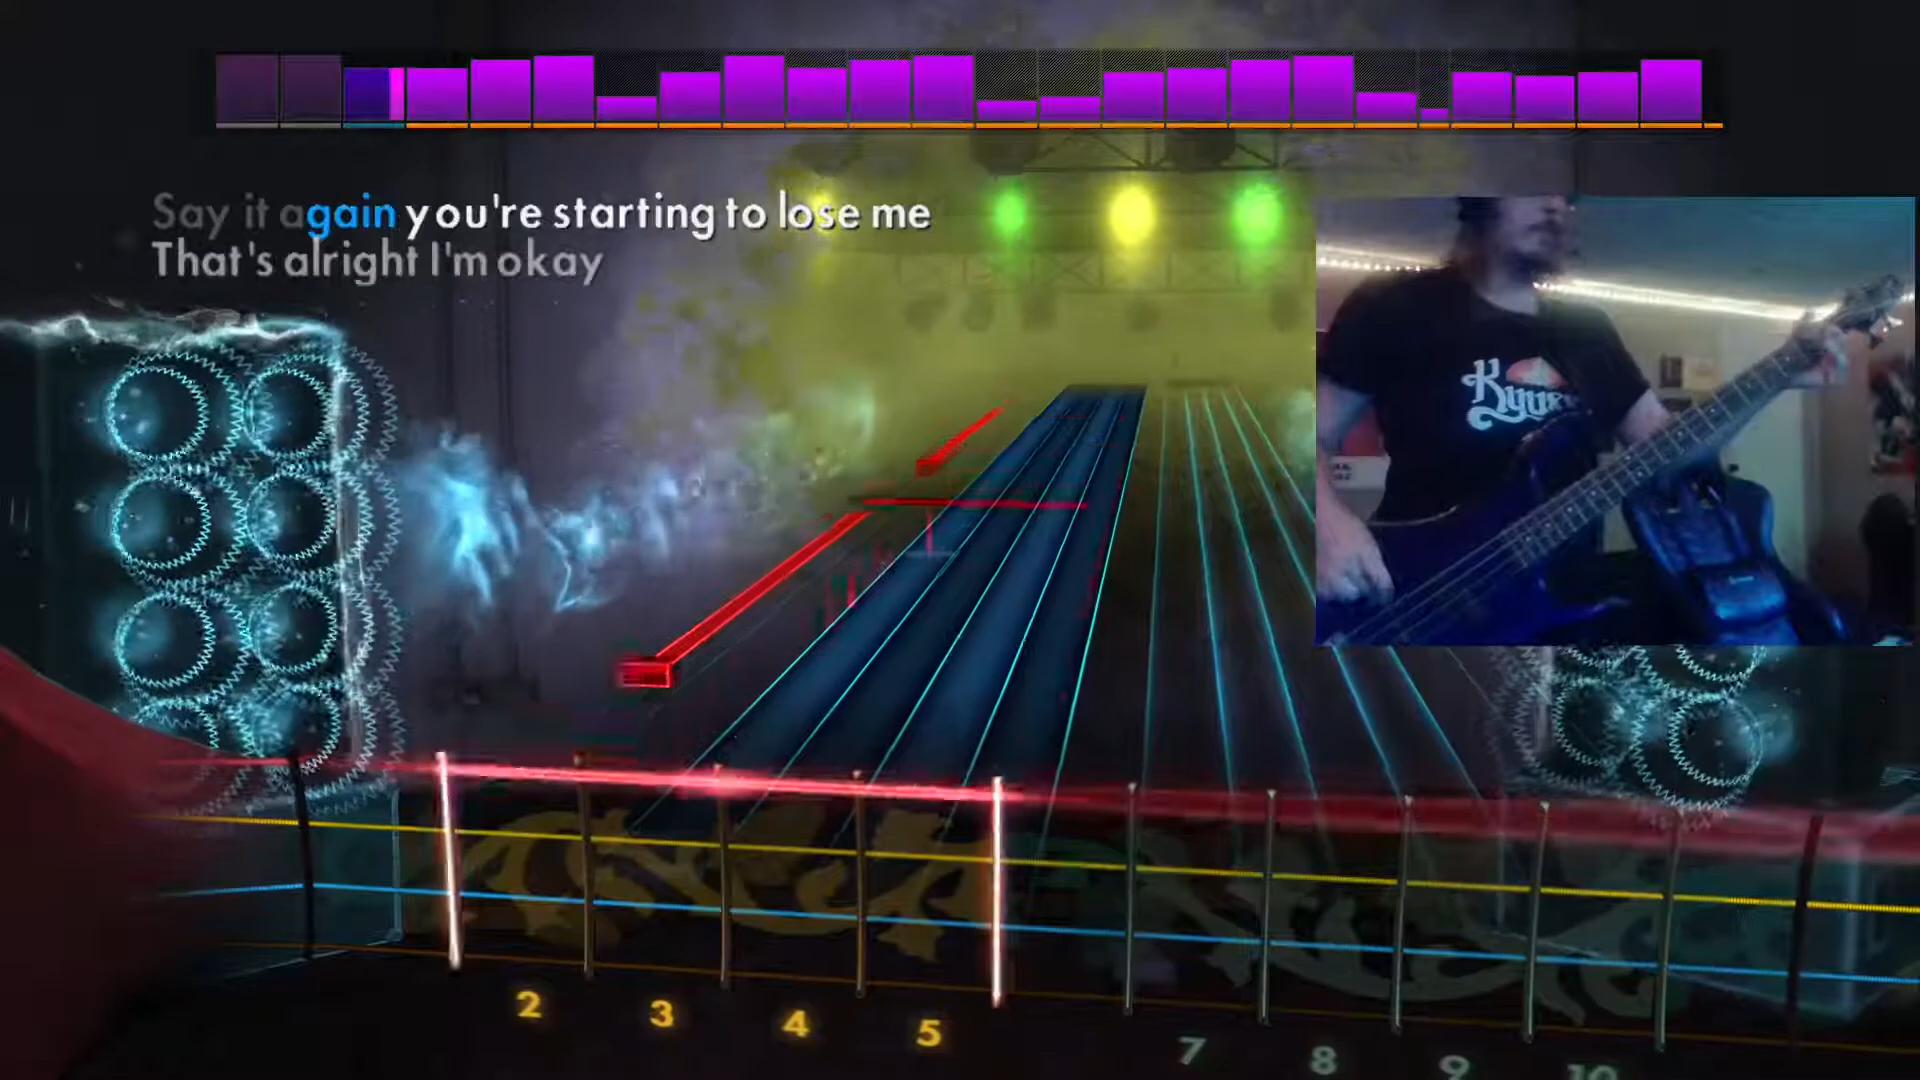 Say it again you're starting to lose me
That's alright I'm okay
2 3 4 5 7 8 9 10